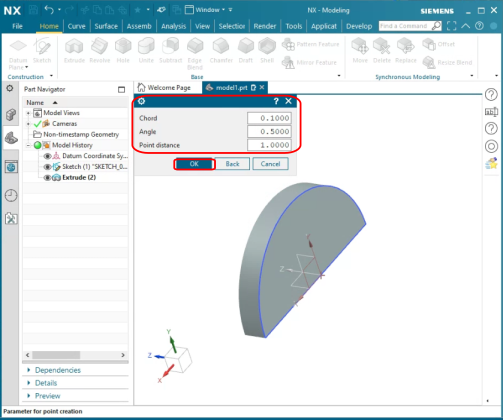 NX
Window
NX - Modeling
SIEMENS
File Home Curve Surface Assemb Analysis View Selectior Render Tools Applicat Develop Find a Command
Datum Plane Sketch
Extrude Revolve Hole Unite Subtract Edge Blend Chamfer Draft Shell
Pattern Feature
Mirror Feature
Move Delete Replace
Offset
Resize Blend
Construction Base Synchronous Modeling
Part Navigator
Welcome Page
model1.prt
Name
Model Views
Cameras
Non-timestamp Geometry
Model History
Datum Coordinate Sy...
Sketch (1) "SKETCH_0...
Extrude (2)
Chord 0.1000
Angle 0.5000
Point distance 1.0000
OK Back Cancel
Z
Y
Z
X
Dependencies
Details
Preview
Parameter for point creation